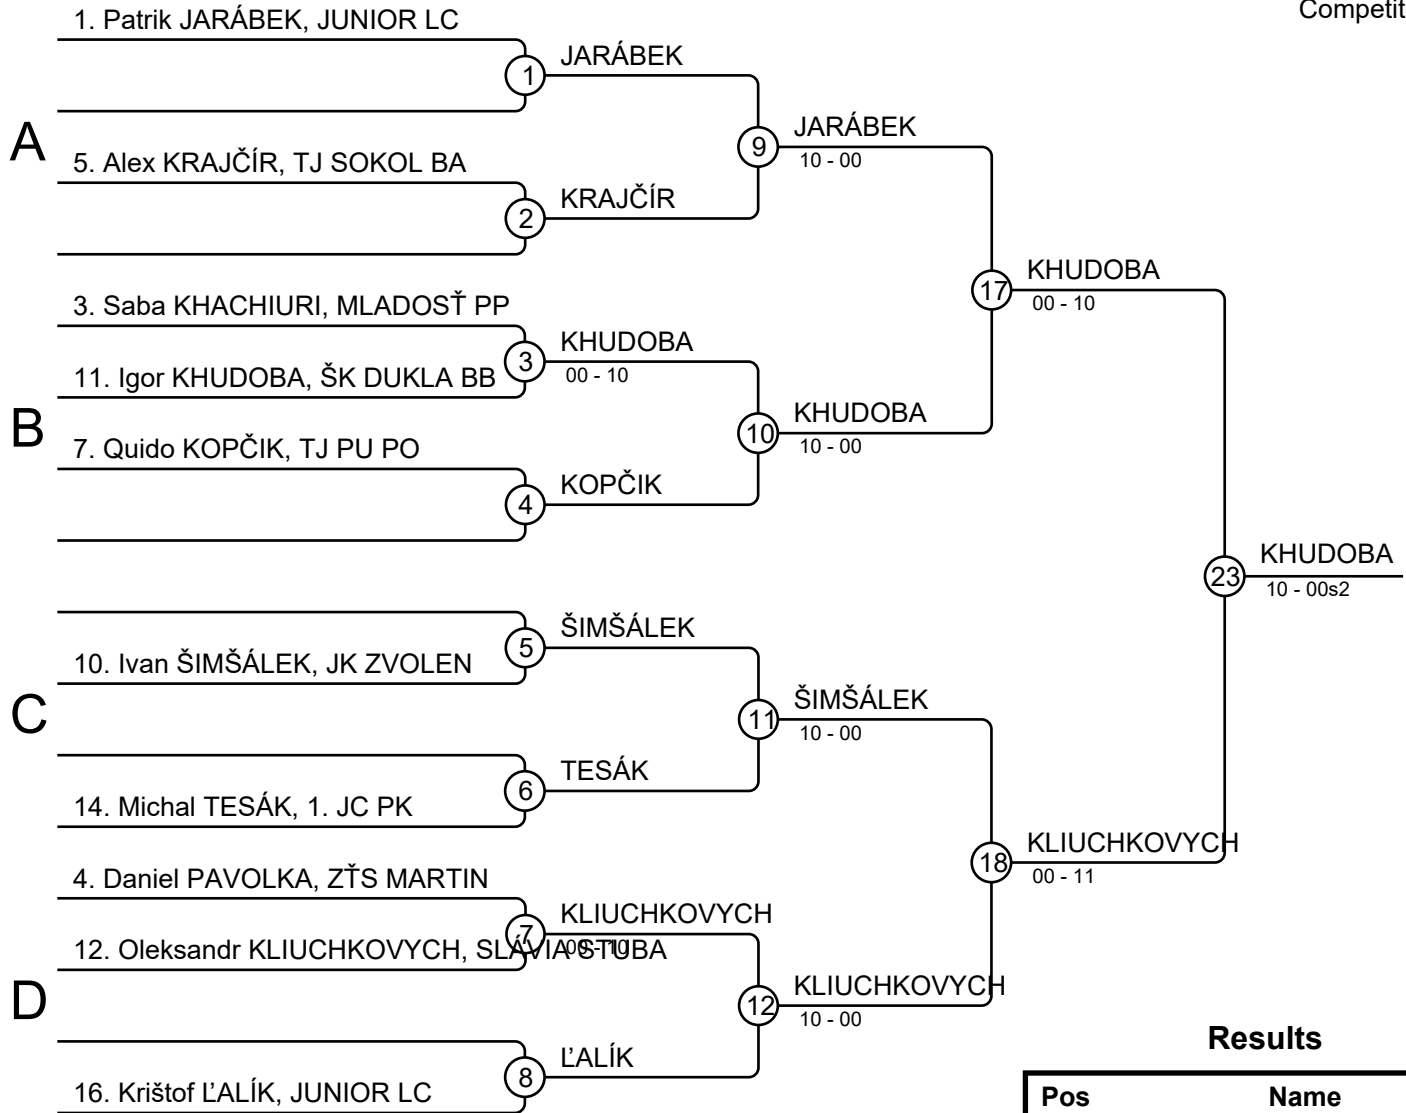 Competit
1. Patrik JARÁBEK, JUNIOR LC
1
JARÁBEK
A
9
JARÁBEK
10 - 00
5. Alex KRAJČÍR, TJ SOKOL BA
2
KRAJČÍR
17
KHUDOBA
00 - 10
3. Saba KHACHIURI, MLADOSŤ PP
3
KHUDOBA
00 - 10
11. Igor KHUDOBA, ŠK DUKLA BB
B
10
KHUDOBA
10 - 00
7. Quido KOPČIK, TJ PU PO
4
KOPČIK
23
KHUDOBA
10 - 00s2
5
ŠIMŠÁLEK
10. Ivan ŠIMŠÁLEK, JK ZVOLEN
C
11
ŠIMŠÁLEK
10 - 00
6
TESÁK
14. Michal TESÁK, 1. JC PK
18
KLIUCHKOVYCH
00 - 11
4. Daniel PAVOLKA, ZŤS MARTIN
7
KLIUCHKOVYCH
00 - 10
12. Oleksandr KLIUCHKOVYCH, SLÁVIA STUBA
D
12
KLIUCHKOVYCH
10 - 00
8
ĽALÍK
16. Krištof ĽALÍK, JUNIOR LC
Results
Pos Name